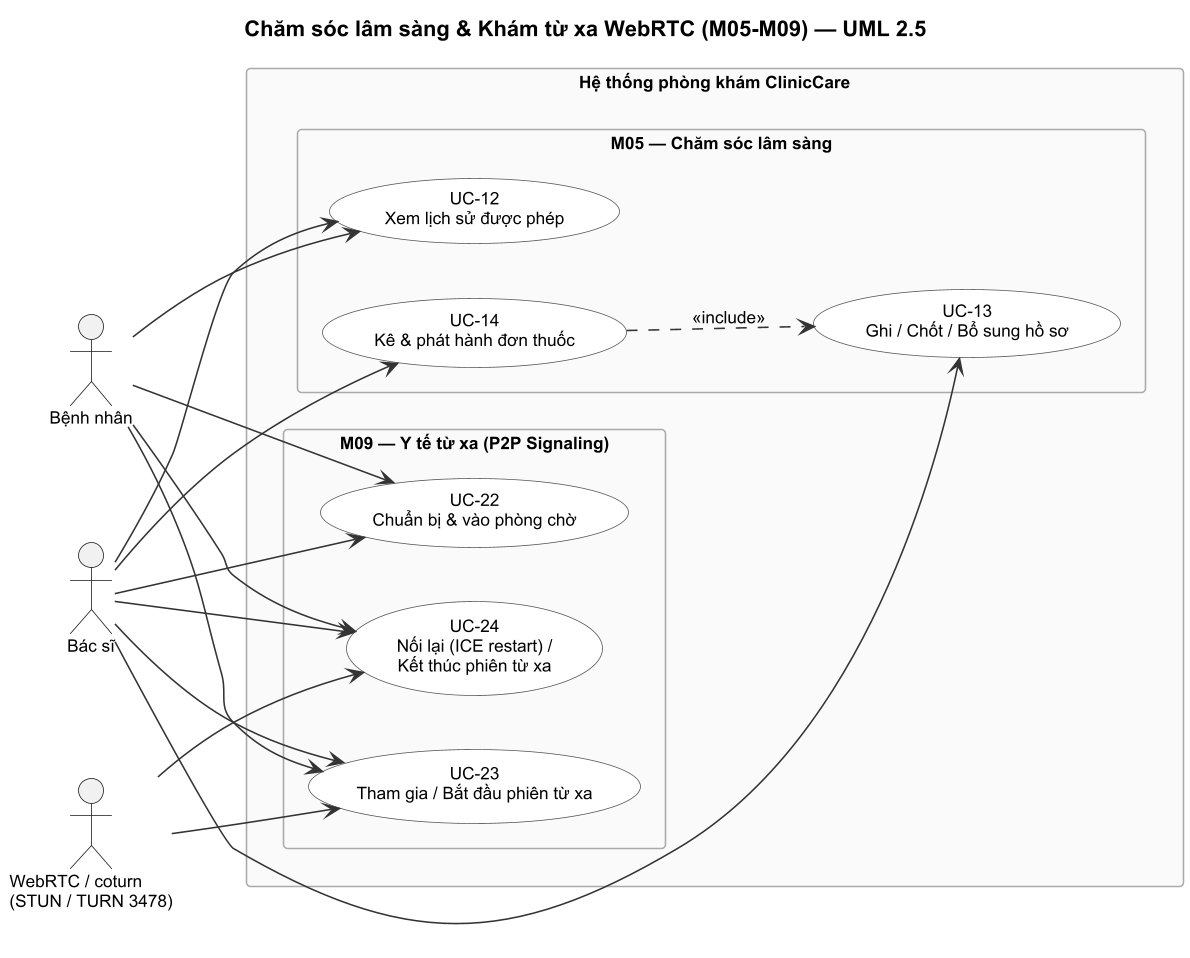 Chăm sóc lâm sàng & Khám từ xa WebRTC (M05-M09) — UML 2.5
Hệ thống phòng khám ClinicCare
M05 — Chăm sóc lâm sàng
UC-12
Xem lịch sử được phép
UC-14
Kê & phát hành đơn thuốc
«include»
UC-13
Ghi / Chốt / Bổ sung hồ sơ
Bệnh nhân
M09 — Y tế từ xa (P2P Signaling)
UC-22
Chuẩn bị & vào phòng chờ
Bác sĩ
UC-24
Nối lại (ICE restart) /
Kết thúc phiên từ xa
UC-23
Tham gia / Bắt đầu phiên từ xa
WebRTC / coturn
(STUN / TURN 3478)